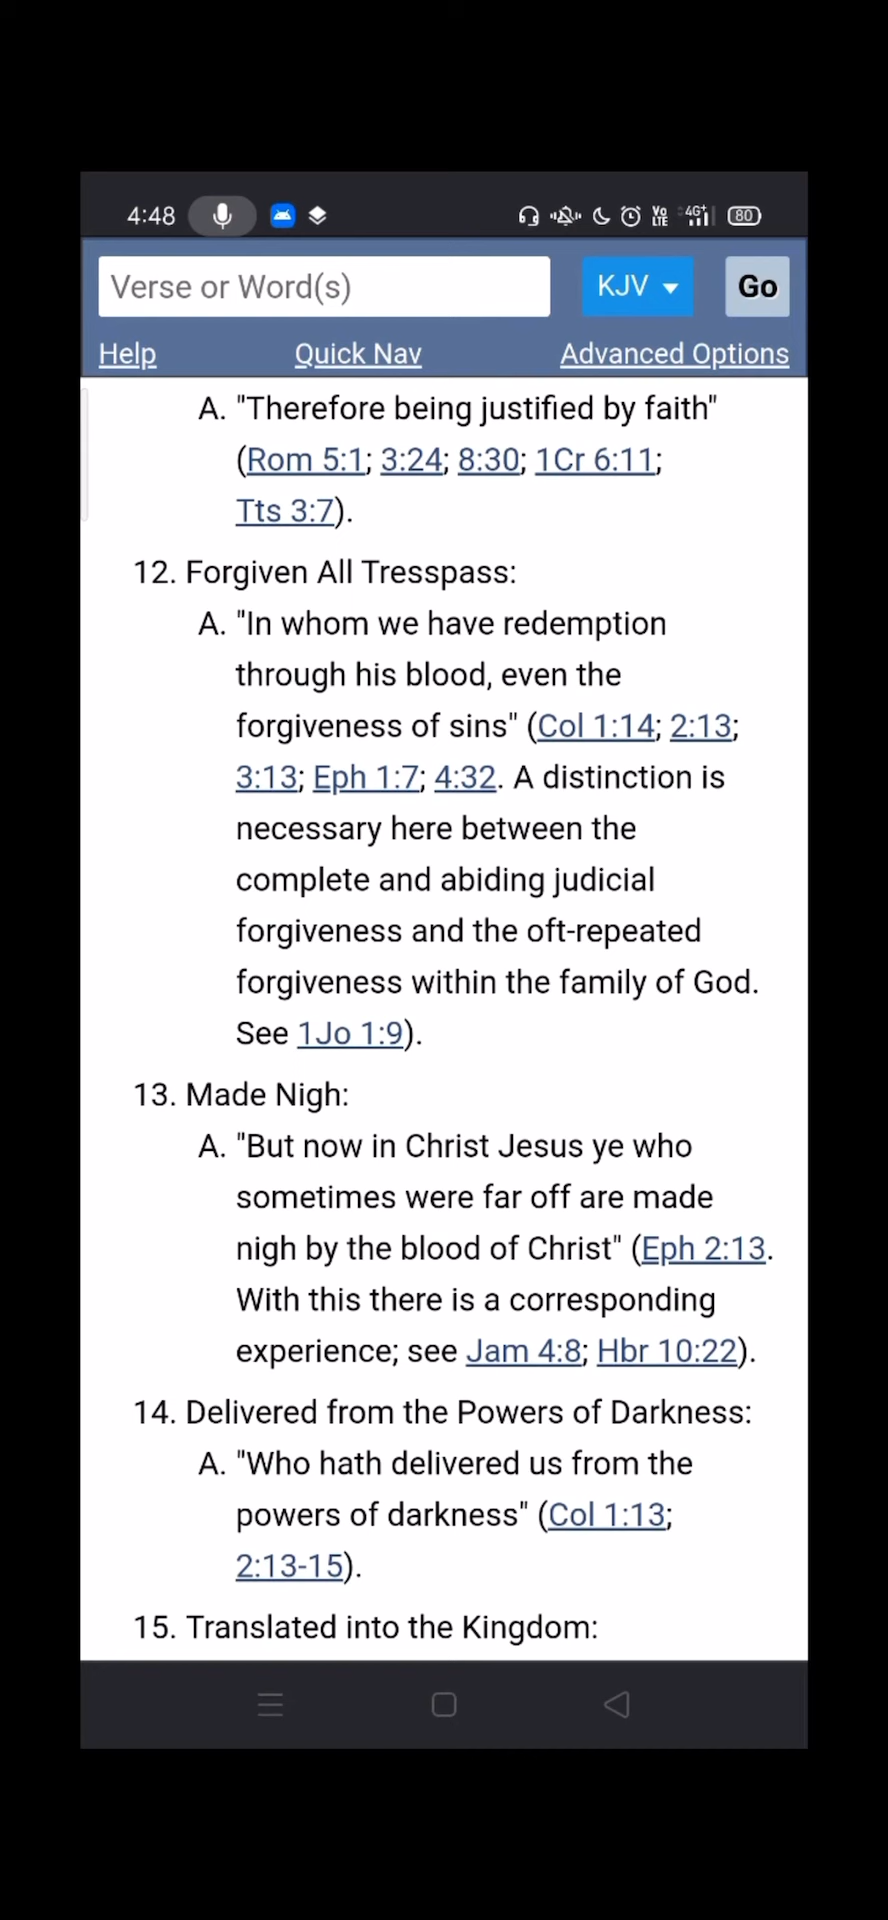 4:48
Vo LTE 4G+ 80
Verse or Word(s) KJV Go
Help Quick Nav Advanced Options
A. "Therefore being justified by faith"
(Rom 5:1; 3:24; 8:30; 1Cr 6:11;
Tts 3:7).
12. Forgiven All Tresspass:
A. "In whom we have redemption
through his blood, even the
forgiveness of sins" (Col 1:14; 2:13;
3:13; Eph 1:7; 4:32. A distinction is
necessary here between the
complete and abiding judicial
forgiveness and the oft-repeated
forgiveness within the family of God.
See 1Jo 1:9).
13. Made Nigh:
A. "But now in Christ Jesus ye who
sometimes were far off are made
nigh by the blood of Christ" (Eph 2:13.
With this there is a corresponding
experience; see Jam 4:8; Hbr 10:22).
14. Delivered from the Powers of Darkness:
A. "Who hath delivered us from the
powers of darkness" (Col 1:13;
2:13-15).
15. Translated into the Kingdom: